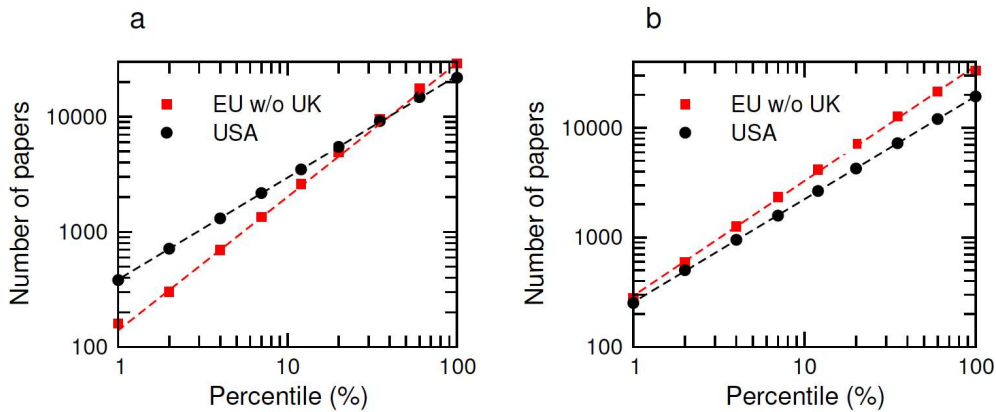 a
Number of papers
10000
1000
100
EU w/o UK
USA
1
10
100
Percentile (%)
b
Number of papers
10000
1000
100
EU w/o UK
USA
1
10
100
Percentile (%)